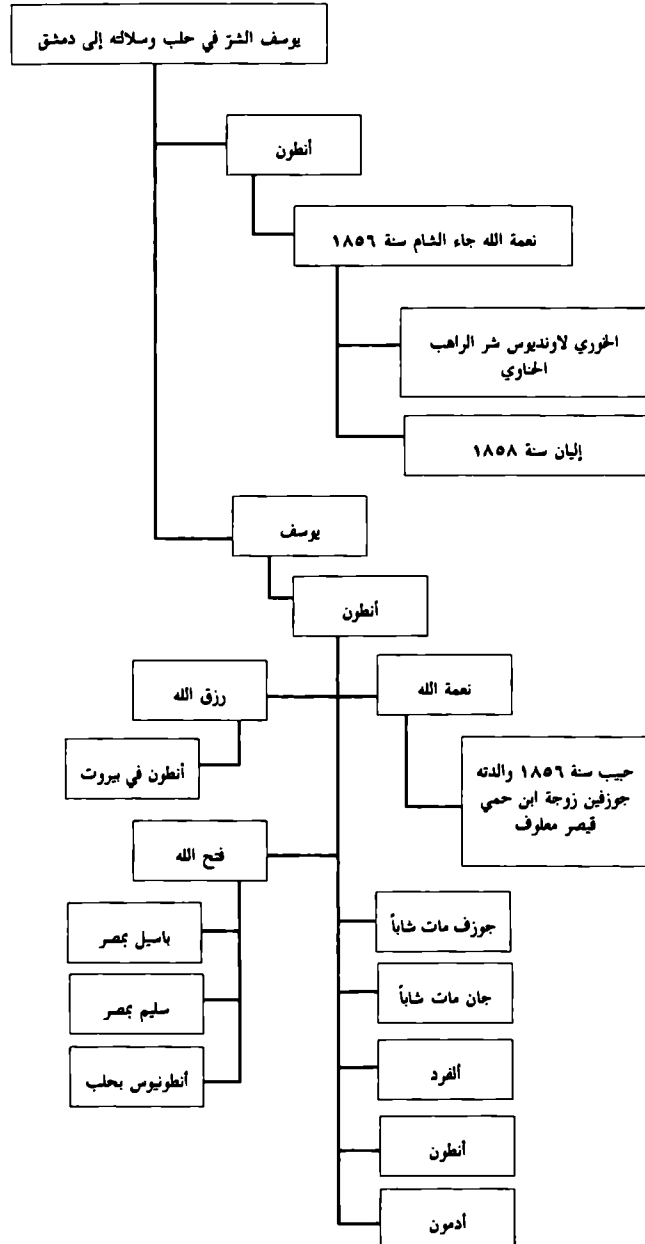 يوسف الشرّ في حلب وسلالته إلى دمشق
أنطون
نعمة الله جاء الشام سنة ١٨٥٦
الخوري لاونديوس شر الراهب
الحناوي
إليان سنة ١٨٥٨
يوسف
أنطون
نعمة الله
رزق الله
أنطون في بيروت
حبيب سنة ١٨٥٦ والدته
جوزفين زوجة ابن حمي
قيصر معلوف
فتح الله
باسيل بمصر
سليم بمصر
أنطونيوس بحلب
جوزف مات شاباً
جان مات شاباً
ألفرد
أنطون
أدمون